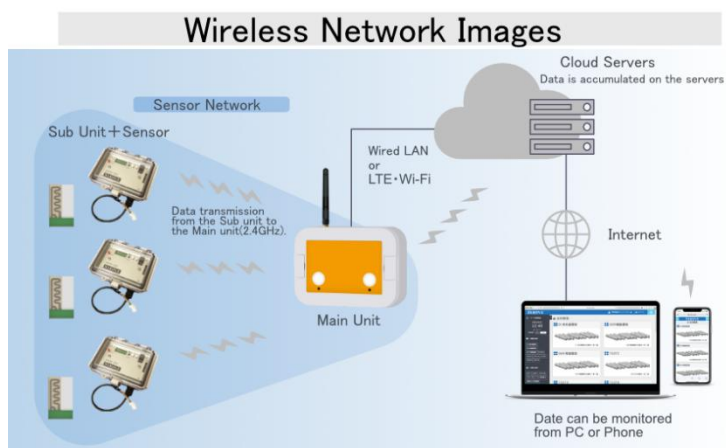 Wireless Network Images
Cloud Servers
Data is accumulated on the servers
Sensor Network
Sub Unit+Sensor
Wired LAN
or
LTE・Wi-Fi
Data transmission
from the Sub unit to
the Main unit(2.4GHz).
Internet
Main Unit
Date can be monitored
from PC or Phone